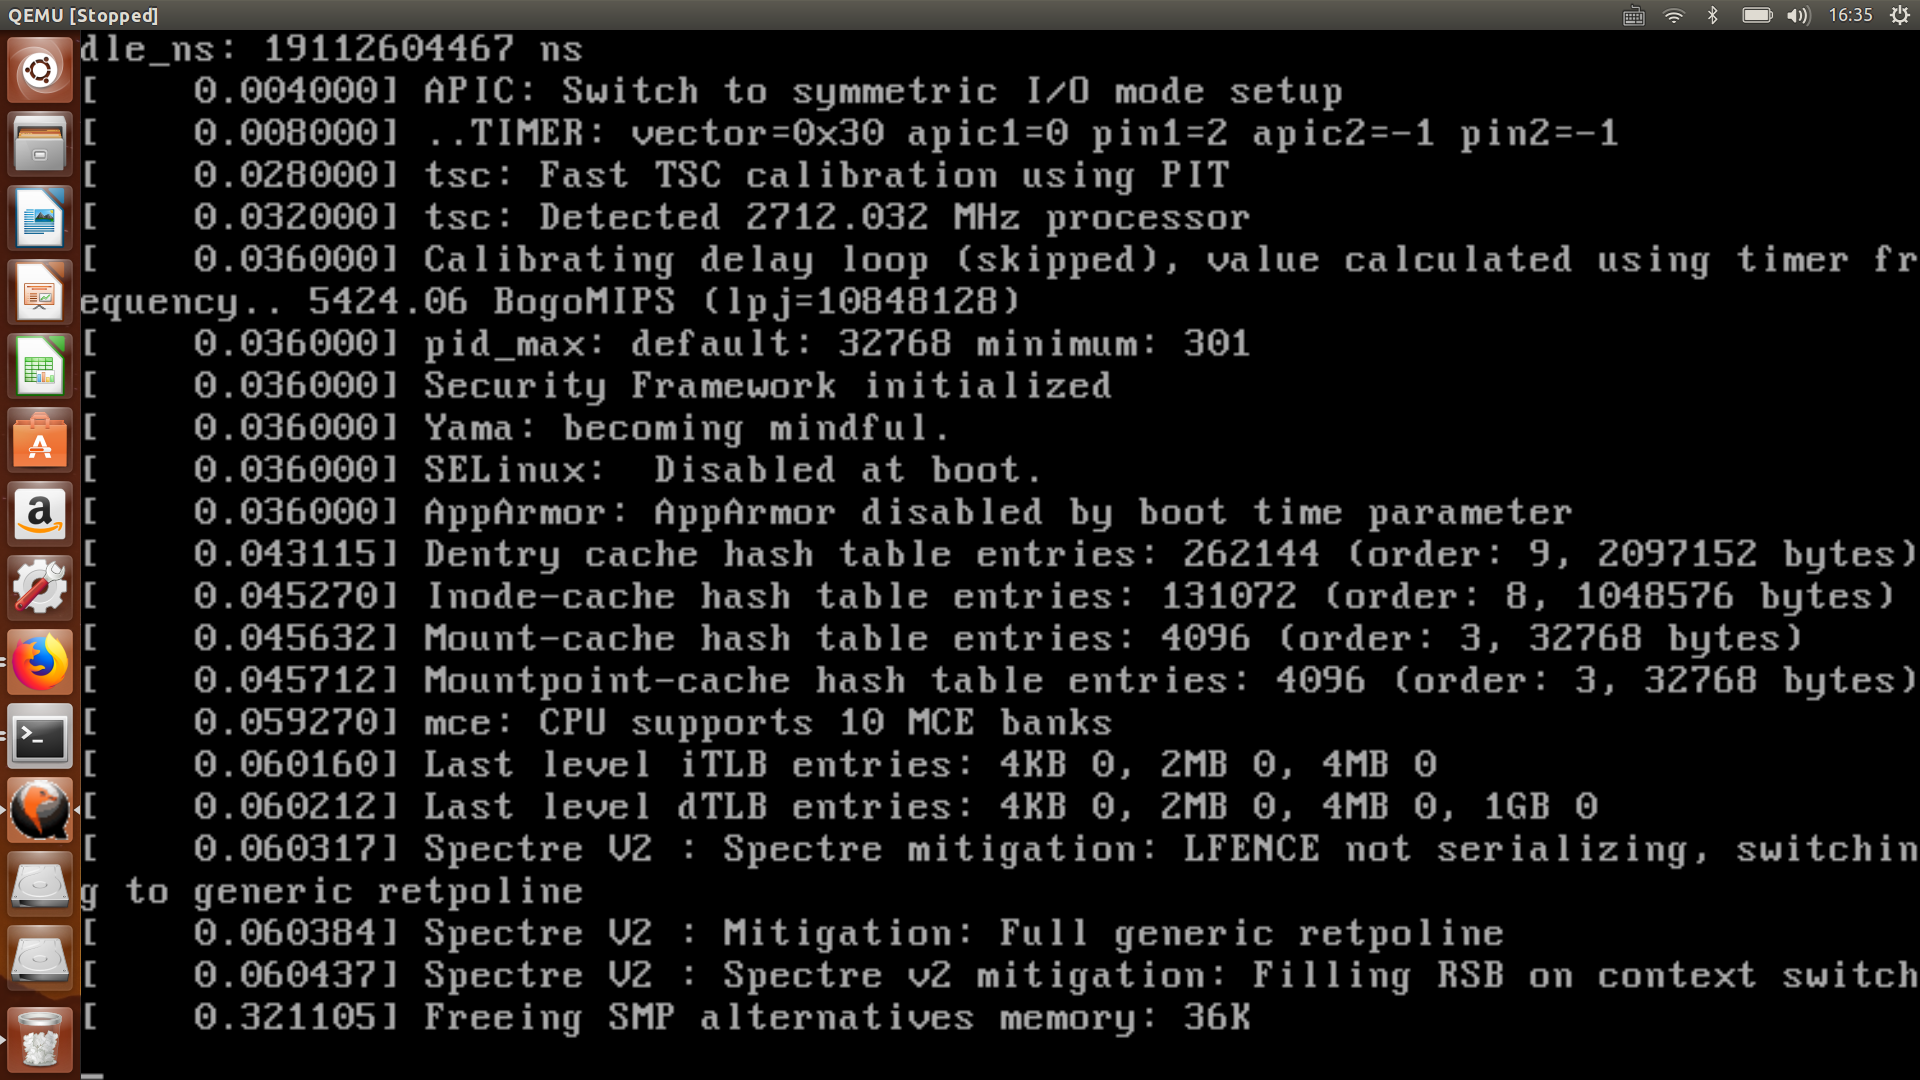 QEMU [Stopped]
16:35
dle_ns: 19112604467 ns
[    0.004000] APIC: Switch to symmetric I/O mode setup
[    0.008000] ..TIMER: vector=0x30 apic1=0 pin1=2 apic2=-1 pin2=-1
[    0.028000] tsc: Fast TSC calibration using PIT
[    0.032000] tsc: Detected 2712.032 MHz processor
[    0.036000] Calibrating delay loop (skipped), value calculated using timer fr
equency.. 5424.06 BogoMIPS (lpj=10848128)
[    0.036000] pid_max: default: 32768 minimum: 301
[    0.036000] Security Framework initialized
[    0.036000] Yama: becoming mindful.
[    0.036000] SELinux:  Disabled at boot.
[    0.036000] AppArmor: AppArmor disabled by boot time parameter
[    0.043115] Dentry cache hash table entries: 262144 (order: 9, 2097152 bytes)
[    0.045270] Inode-cache hash table entries: 131072 (order: 8, 1048576 bytes)
[    0.045632] Mount-cache hash table entries: 4096 (order: 3, 32768 bytes)
[    0.045712] Mountpoint-cache hash table entries: 4096 (order: 3, 32768 bytes)
[    0.059270] mce: CPU supports 10 MCE banks
[    0.060160] Last level iTLB entries: 4KB 0, 2MB 0, 4MB 0
[    0.060212] Last level dTLB entries: 4KB 0, 2MB 0, 4MB 0, 1GB 0
[    0.060317] Spectre V2 : Spectre mitigation: LFENCE not serializing, switchin
g to generic retpoline
[    0.060384] Spectre V2 : Mitigation: Full generic retpoline
[    0.060437] Spectre V2 : Spectre v2 mitigation: Filling RSB on context switch
[    0.321105] Freeing SMP alternatives memory: 36K